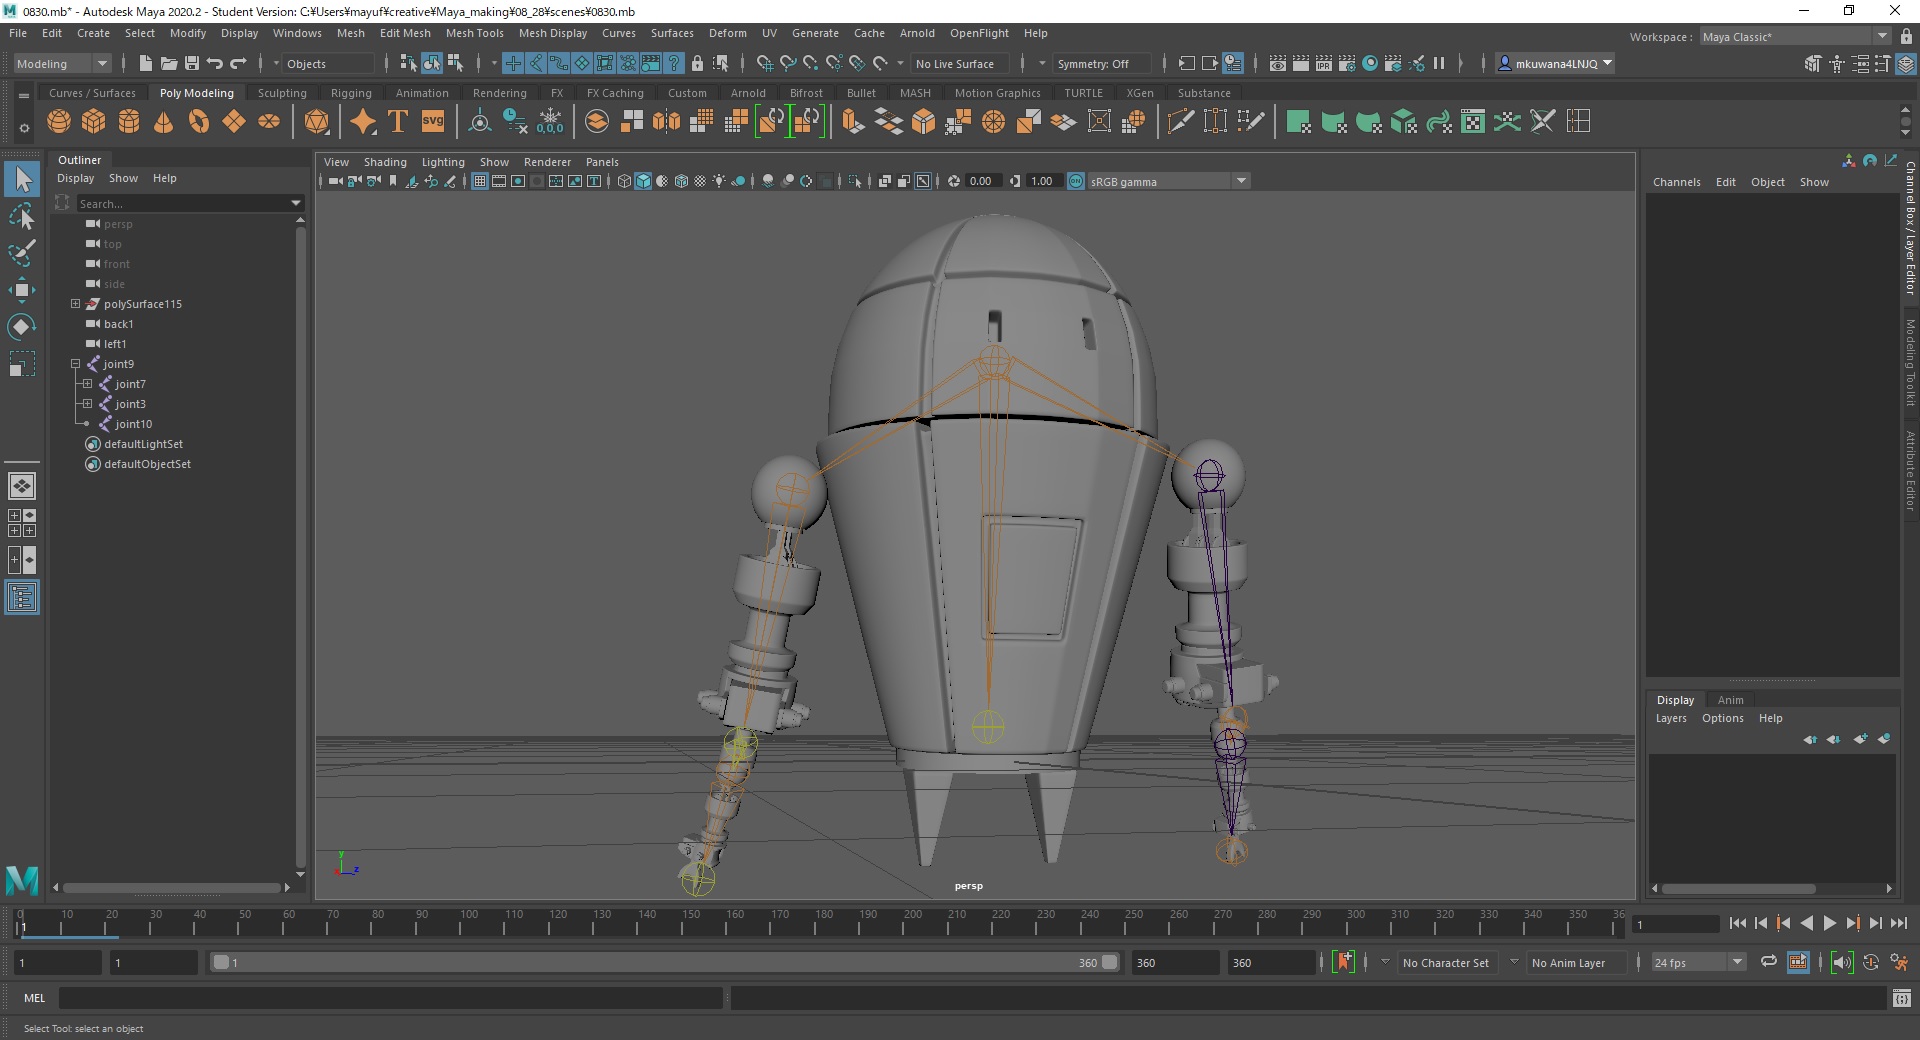 0830.mb* - Autodesk Maya 2020.2 - Student Version: C:¥Users¥mayuf¥creative¥Maya_making¥08_28¥scenes¥0830.mb
File Edit Create Select Modify Display Windows Mesh Edit Mesh Mesh Tools Mesh Display Curves Surfaces Deform UV Generate Cache Arnold OpenFlight Help
Workspace : Maya Classic*
Modeling Objects No Live Surface Symmetry: Off mkuwana4LNJQ
Curves / Surfaces Poly Modeling Sculpting Rigging Animation Rendering FX FX Caching Custom Arnold Bifrost Bullet MASH Motion Graphics TURTLE XGen Substance
T svg 0,0,0
Outliner
Display Show Help
Search...
persp
top
front
side
polySurface115
back1
left1
joint9
joint7
joint3
joint10
defaultLightSet
defaultObjectSet
View Shading Lighting Show Renderer Panels
0.00 1.00 sRGB gamma
y
z
persp
Channels Edit Object Show
Channel Box / Layer Editor
Modeling Toolkit
Attribute Editor
Display Anim
Layers Options Help
0 10 20 30 40 50 60 70 80 90 100 110 120 130 140 150 160 170 180 190 200 210 220 230 240 250 260 270 280 290 300 310 320 330 340 350 36
1
1
1 1 1 360 360 360 No Character Set No Anim Layer 24 fps
MEL
Select Tool: select an object